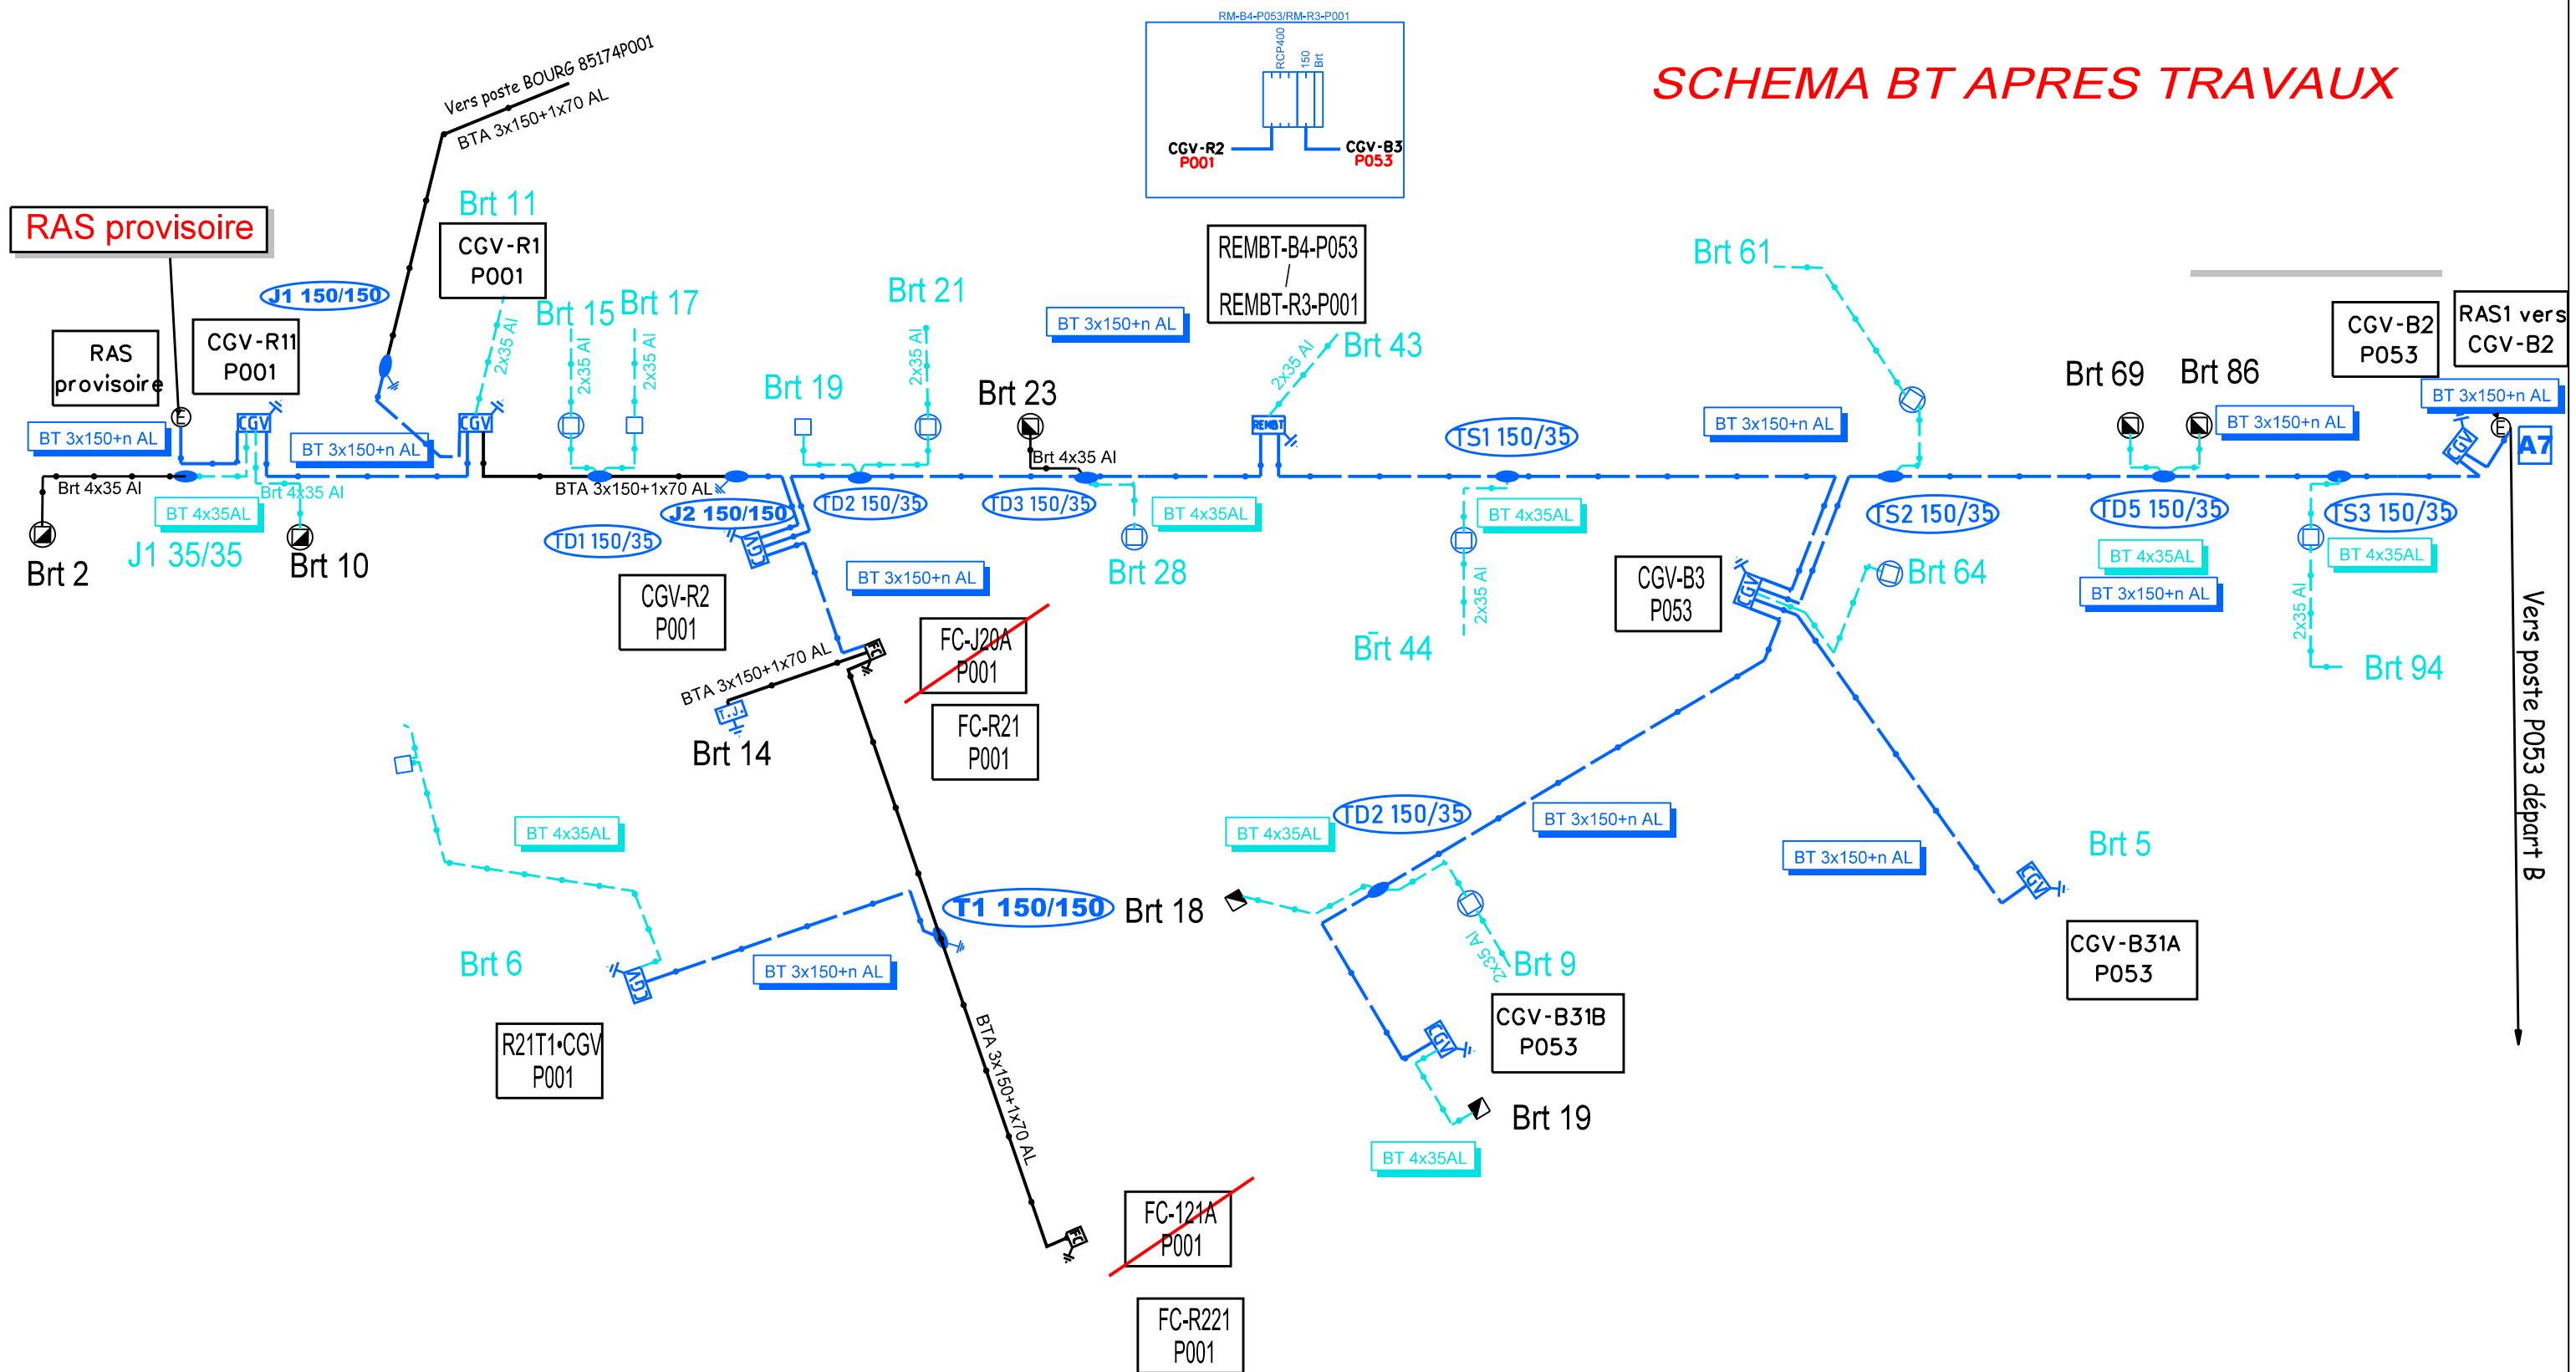 RM-B4-P053/RM-R3-P001
RCP400
150
Brt
CGV-R2
P001
CGV-B3
P053
SCHEMA BT APRES TRAVAUX
Vers poste BOURG 85174P001
BTA 3x150+1x70 AL
RAS provisoire
Brt 11
CGV-R1
P001
J1 150/150
RAS
provisoire
CGV-R11
P001
E
CGV
BT 3x150+n AL
BT 3x150+n AL
CGV
2x35 Al
Brt 15
2x35 Al
Brt 17
2x35 Al
Brt 19
Brt 21
2x35 Al
Brt 23
Brt 4x35 Al
BT 3x150+n AL
REMBT-B4-P053
/
REMBT-R3-P001
Brt 43
2x35 Al
REMBT
TS1 150/35
Brt 61
BT 3x150+n AL
Brt 69
Brt 86
BT 3x150+n AL
CGV-B2
P053
RAS1 vers
CGV-B2
BT 3x150+n AL
E
CGV
A7
Brt 4x35 Al
BT 4x35AL
Brt 4x35 Al
J1 35/35
Brt 2
Brt 10
BTA 3x150+1x70 AL
TD1 150/35
J2 150/150
TD2 150/35
TD3 150/35
BT 4x35AL
Brt 28
BT 4x35AL
2x35 Al
Brt 44
TS2 150/35
TD5 150/35
BT 4x35AL
BT 3x150+n AL
TS3 150/35
BT 4x35AL
2x35 Al
Brt 94
Vers poste P053 départ B
CGV
CGV-R2
P001
BT 3x150+n AL
FC-J20A
P001
FC
BTA 3x150+1x70 AL
T.J.
Brt 14
FC-R21
P001
CGV-B3
P053
CGV
Brt 64
BT 4x35AL
Brt 6
CGV
R21T1•CGV
P001
BT 3x150+n AL
T1 150/150
BTA 3x150+1x70 AL
BT 4x35AL
TD2 150/35
BT 3x150+n AL
Brt 18
2x35 Al
Brt 9
CGV-B31B
P053
CGV
Brt 19
BT 4x35AL
BT 3x150+n AL
Brt 5
CGV
CGV-B31A
P053
FC
FC-121A
P001
FC-R221
P001